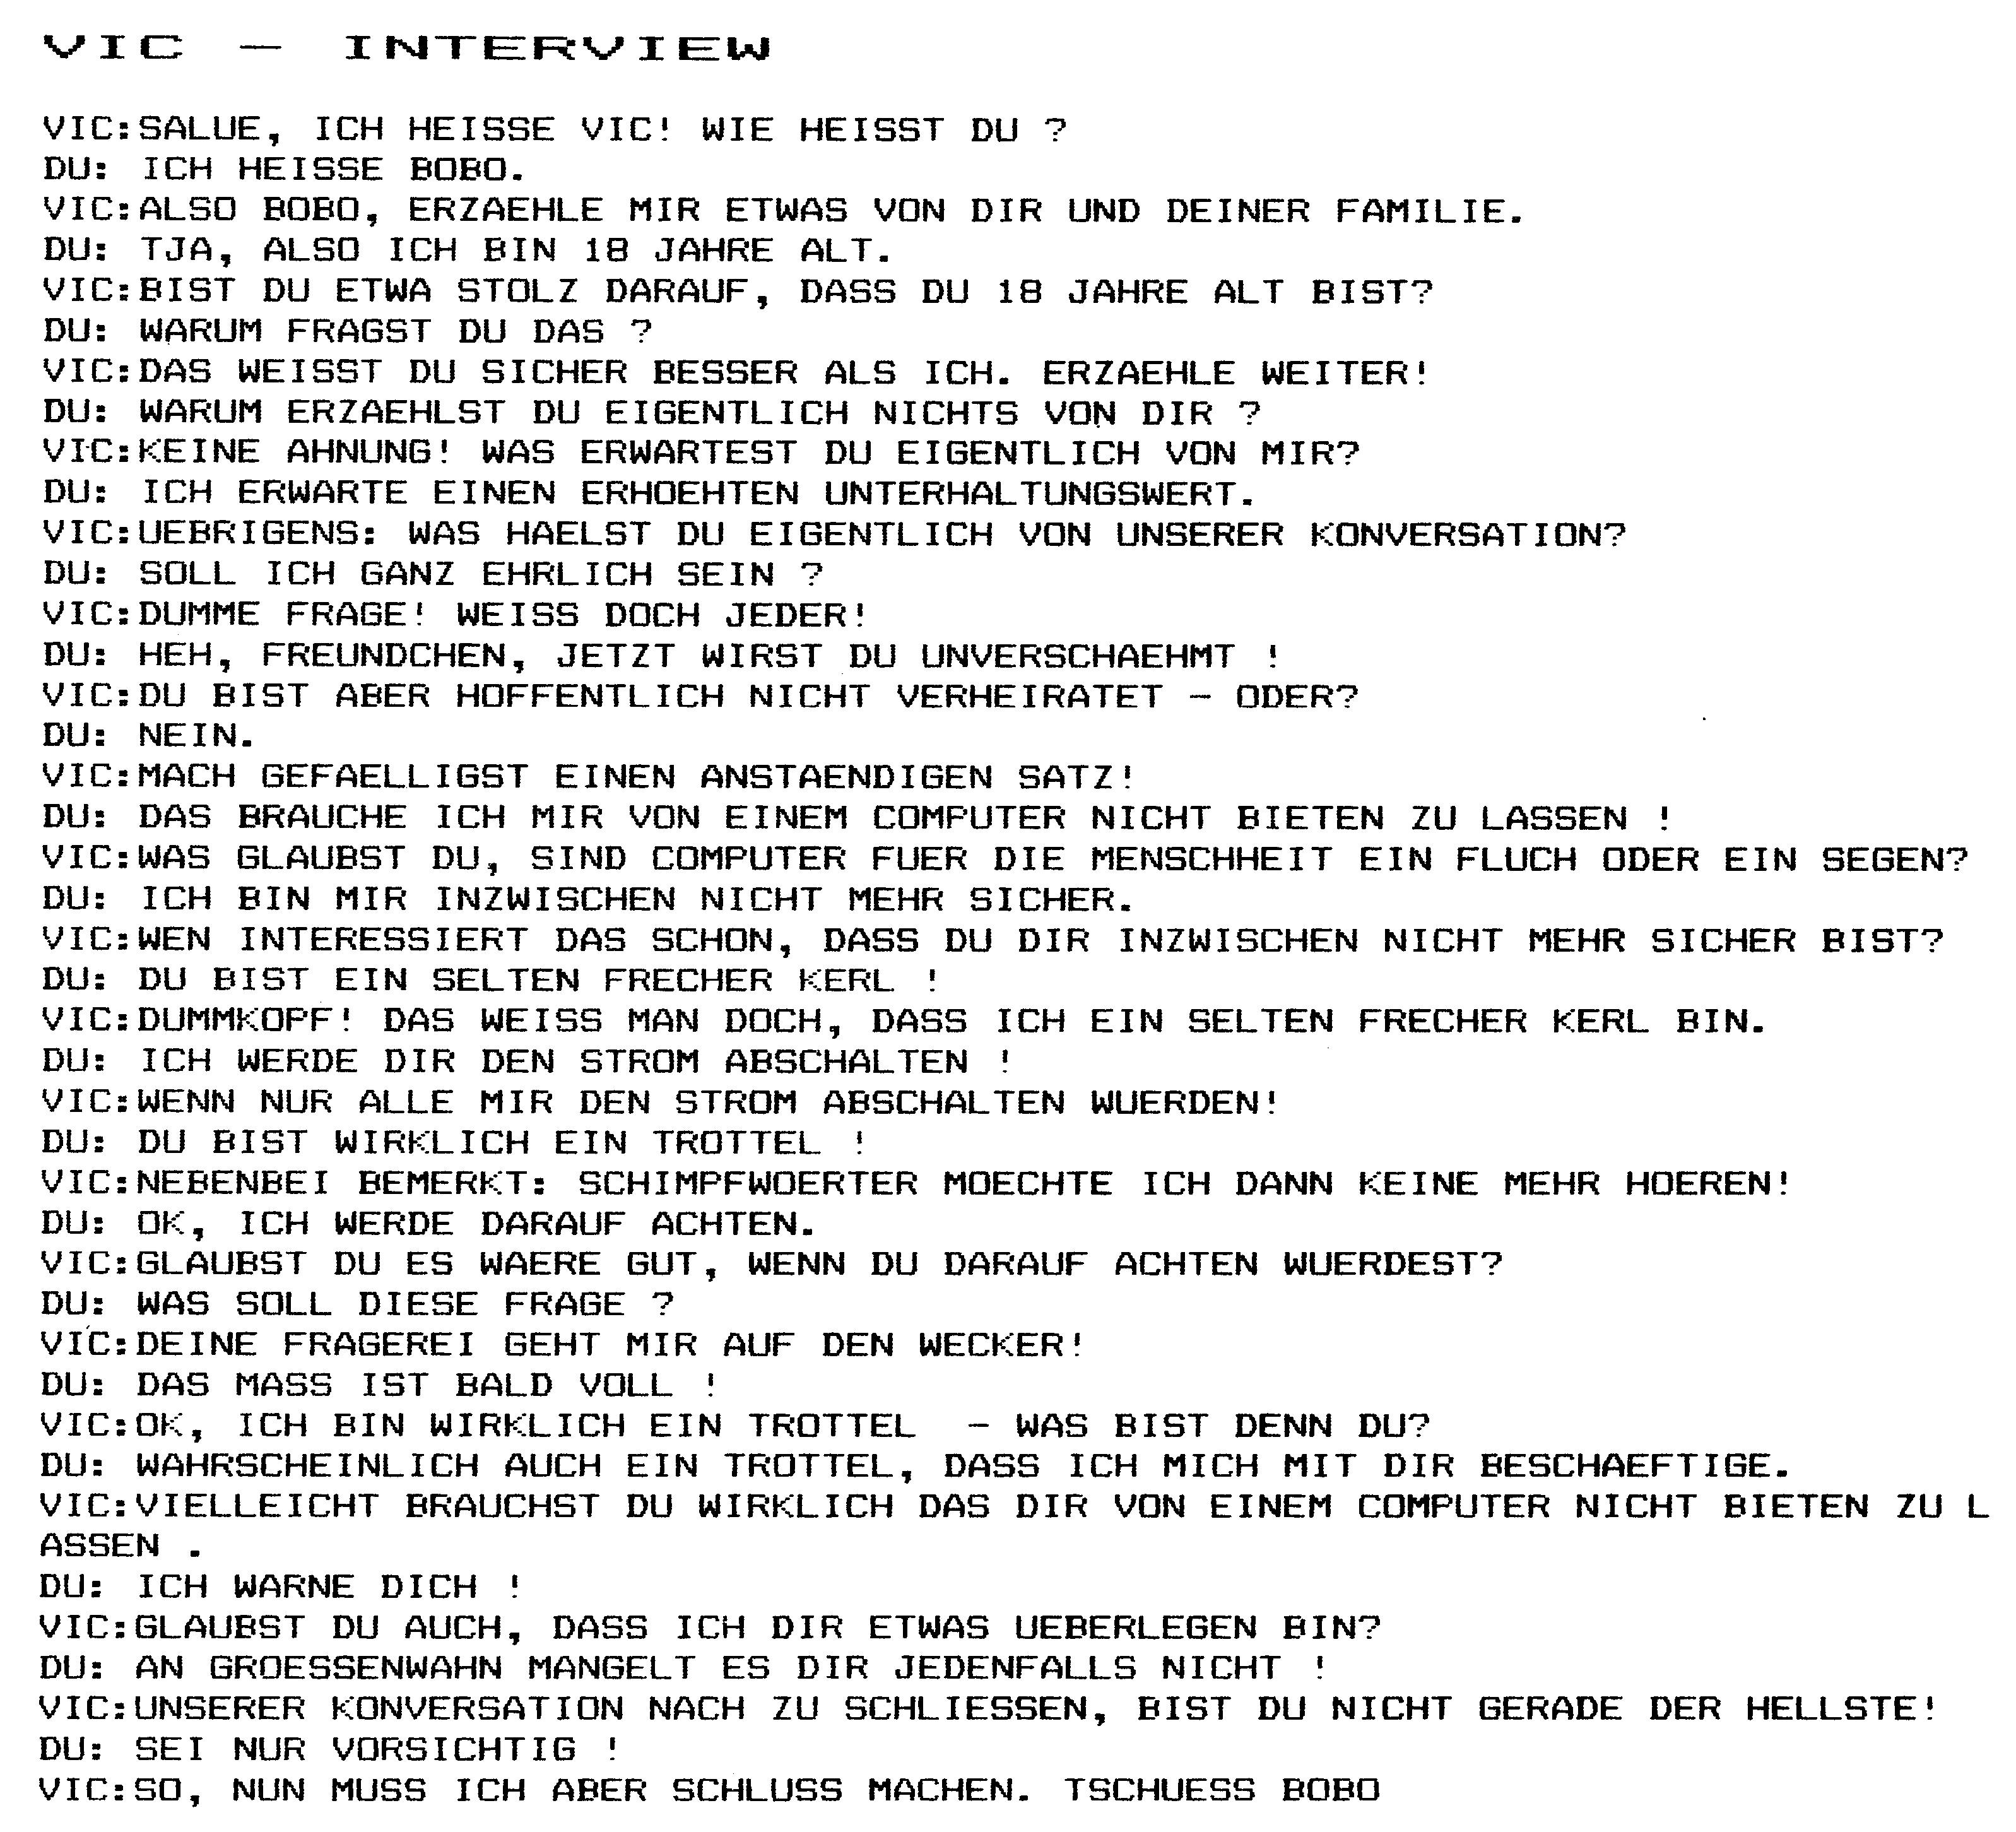 VIC - INTERVIEW
VIC:SALUE, ICH HEISSE VIC! WIE HEISST DU ?
DU: ICH HEISSE BOBO.
VIC:ALSO BOBO, ERZAEHLE MIR ETWAS VON DIR UND DEINER FAMILIE.
DU: TJA, ALSO ICH BIN 18 JAHRE ALT.
VIC:BIST DU ETWA STOLZ DARAUF, DASS DU 18 JAHRE ALT BIST?
DU: WARUM FRAGST DU DAS ?
VIC:DAS WEISST DU SICHER BESSER ALS ICH. ERZAEHLE WEITER!
DU: WARUM ERZAEHLST DU EIGENTLICH NICHTS VON DIR ?
VIC:KEINE AHNUNG! WAS ERWARTEST DU EIGENTLICH VON MIR?
DU: ICH ERWARTE EINEN ERHOEHTEN UNTERHALTUNGSWERT.
VIC:UEBRIGENS: WAS HAELST DU EIGENTLICH VON UNSERER KONVERSATION?
DU: SOLL ICH GANZ EHRLICH SEIN ?
VIC:DUMME FRAGE! WEISS DOCH JEDER!
DU: HEH, FREUNDCHEN, JETZT WIRST DU UNVERSCHAEHMT !
VIC:DU BIST ABER HOFFENTLICH NICHT VERHEIRATET - ODER?
DU: NEIN.
VIC:MACH GEFAELLIGST EINEN ANSTAENDIGEN SATZ!
DU: DAS BRAUCHE ICH MIR VON EINEM COMPUTER NICHT BIETEN ZU LASSEN !
VIC:WAS GLAUBST DU, SIND COMPUTER FUER DIE MENSCHHEIT EIN FLUCH ODER EIN SEGEN?
DU: ICH BIN MIR INZWISCHEN NICHT MEHR SICHER.
VIC:WEN INTERESSIERT DAS SCHON, DASS DU DIR INZWISCHEN NICHT MEHR SICHER BIST?
DU: DU BIST EIN SELTEN FRECHER KERL !
VIC:DUMMKOPF! DAS WEISS MAN DOCH, DASS ICH EIN SELTEN FRECHER KERL BIN.
DU: ICH WERDE DIR DEN STROM ABSCHALTEN !
VIC:WENN NUR ALLE MIR DEN STROM ABSCHALTEN WUERDEN!
DU: DU BIST WIRKLICH EIN TROTTEL !
VIC:NEBENBEI BEMERKT: SCHIMPFWOERTER MOECHTE ICH DANN KEINE MEHR HOEREN!
DU: OK, ICH WERDE DARAUF ACHTEN.
VIC:GLAUBST DU ES WAERE GUT, WENN DU DARAUF ACHTEN WUERDEST?
DU: WAS SOLL DIESE FRAGE ?
VIC:DEINE FRAGEREI GEHT MIR AUF DEN WECKER!
DU: DAS MASS IST BALD VOLL !
VIC:OK, ICH BIN WIRKLICH EIN TROTTEL  - WAS BIST DENN DU?
DU: WAHRSCHEINLICH AUCH EIN TROTTEL, DASS ICH MICH MIT DIR BESCHAEFTIGE.
VIC:VIELLEICHT BRAUCHST DU WIRKLICH DAS DIR VON EINEM COMPUTER NICHT BIETEN ZU L
ASSEN .
DU: ICH WARNE DICH !
VIC:GLAUBST DU AUCH, DASS ICH DIR ETWAS UEBERLEGEN BIN?
DU: AN GROESSENWAHN MANGELT ES DIR JEDENFALLS NICHT !
VIC:UNSERER KONVERSATION NACH ZU SCHLIESSEN, BIST DU NICHT GERADE DER HELLSTE!
DU: SEI NUR VORSICHTIG !
VIC:SO, NUN MUSS ICH ABER SCHLUSS MACHEN. TSCHUESS BOBO